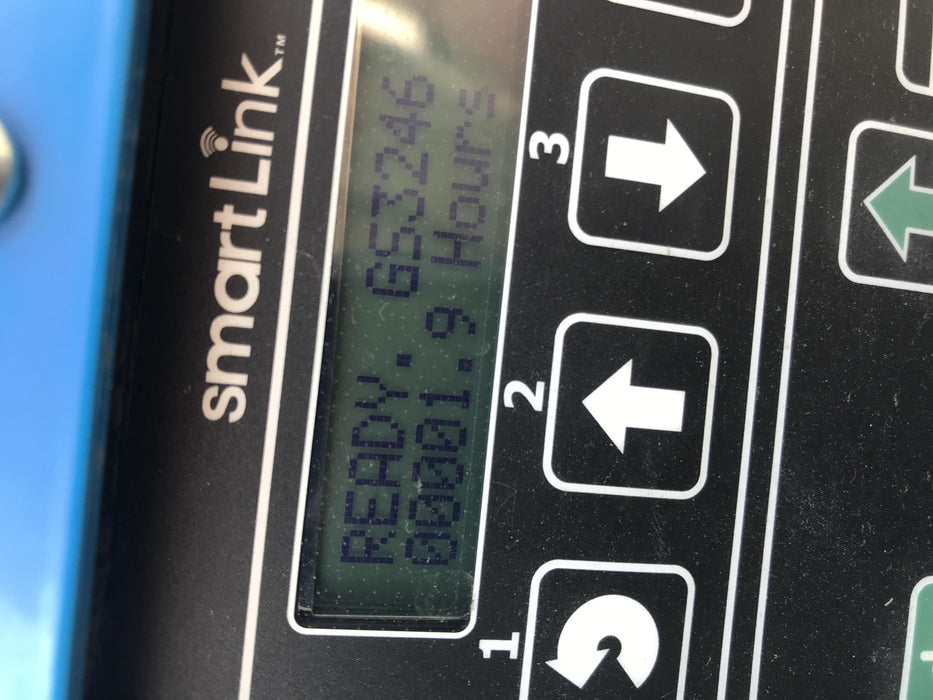 smartLink™
READY. GS3246
00001.9 Hours
1 2 3